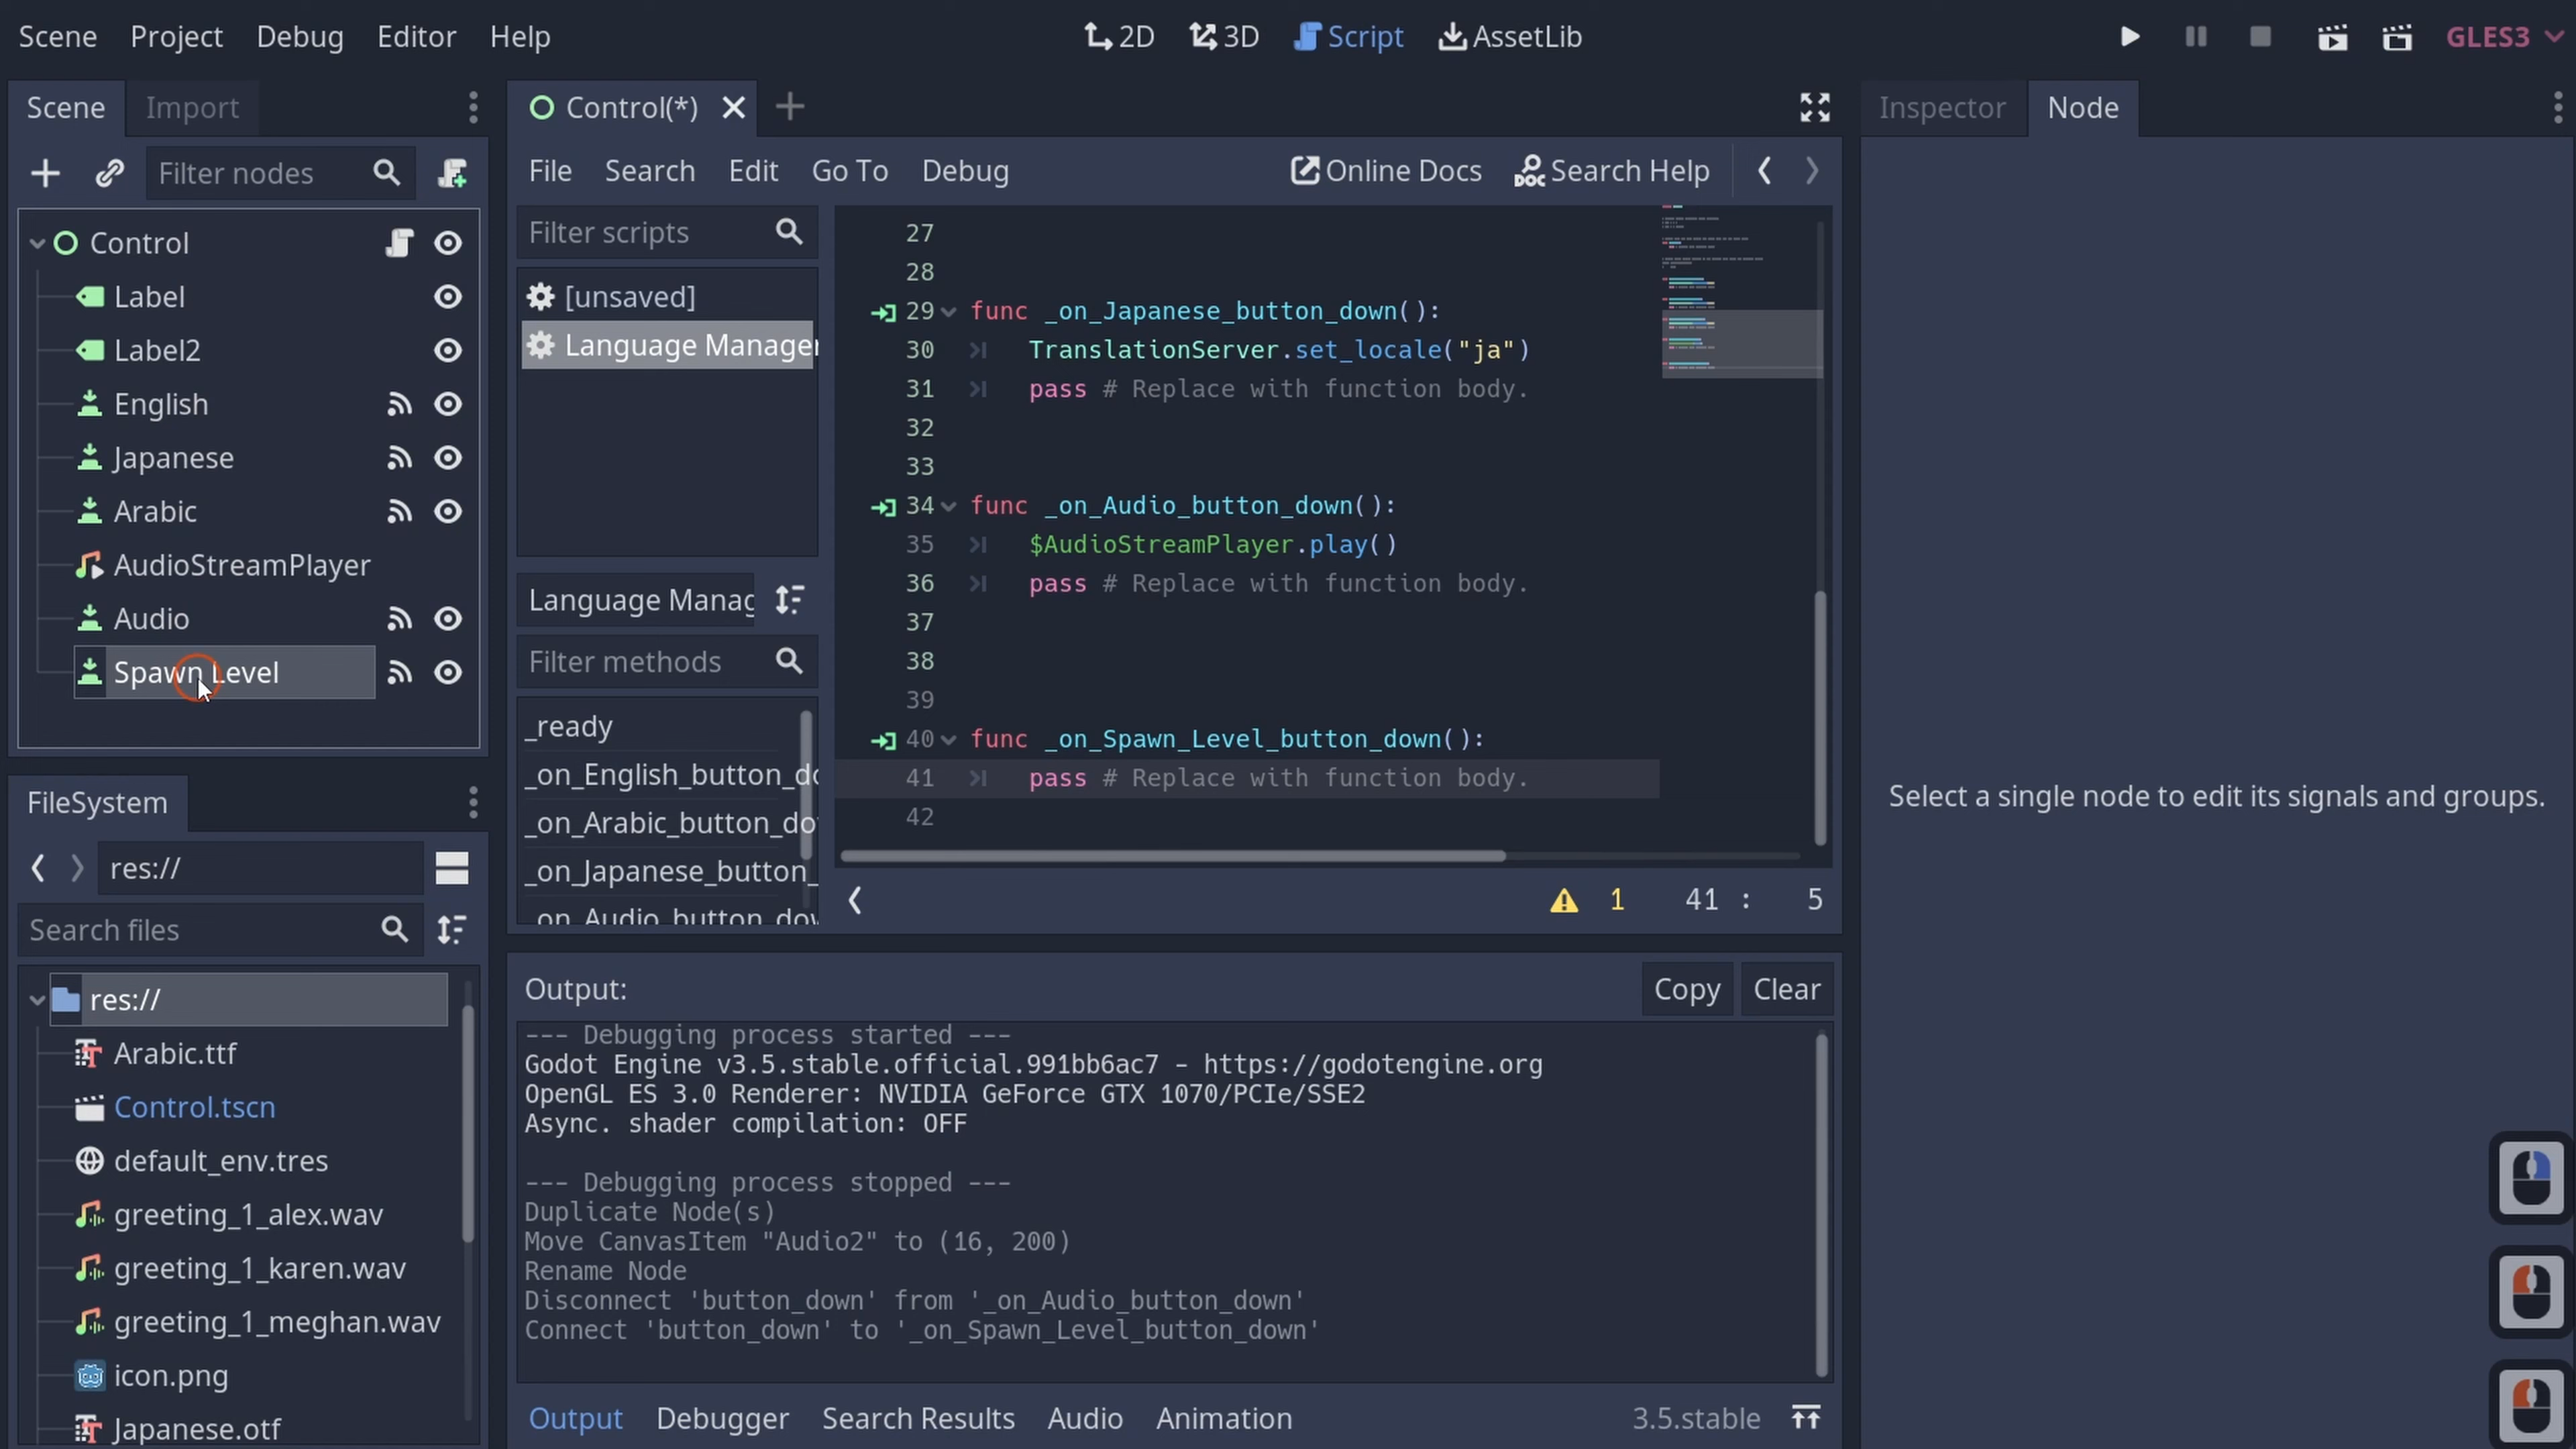 Scene Project Debug Editor Help
2D 3D Script AssetLib
GLES3
Scene Import
Filter nodes
Control
Label
Label2
English
Japanese
Arabic
AudioStreamPlayer
Audio
Spawn Level
FileSystem
res://
Search files
res://
Arabic.ttf
Control.tscn
default_env.tres
greeting_1_alex.wav
greeting_1_karen.wav
greeting_1_meghan.wav
icon.png
Japanese.otf
Control(*)
File Search Edit Go To Debug
Online Docs Search Help
Filter scripts
[unsaved]
Language Manager
Language Manag
Filter methods
_ready
_on_English_button_do
_on_Arabic_button_do
_on_Japanese_button_
_on_Audio_button_dow
27
28
29 func _on_Japanese_button_down():
30 TranslationServer.set_locale("ja")
31 pass # Replace with function body.
32
33
34 func _on_Audio_button_down():
35 $AudioStreamPlayer.play()
36 pass # Replace with function body.
37
38
39
40 func _on_Spawn_Level_button_down():
41 pass # Replace with function body.
42
1 41 : 5
Output:
Copy Clear
--- Debugging process started ---
Godot Engine v3.5.stable.official.991bb6ac7 - https://godotengine.org
OpenGL ES 3.0 Renderer: NVIDIA GeForce GTX 1070/PCIe/SSE2
Async. shader compilation: OFF
--- Debugging process stopped ---
Duplicate Node(s)
Move CanvasItem "Audio2" to (16, 200)
Rename Node
Disconnect 'button_down' from '_on_Audio_button_down'
Connect 'button_down' to '_on_Spawn_Level_button_down'
Output Debugger Search Results Audio Animation
3.5.stable
Inspector Node
Select a single node to edit its signals and groups.